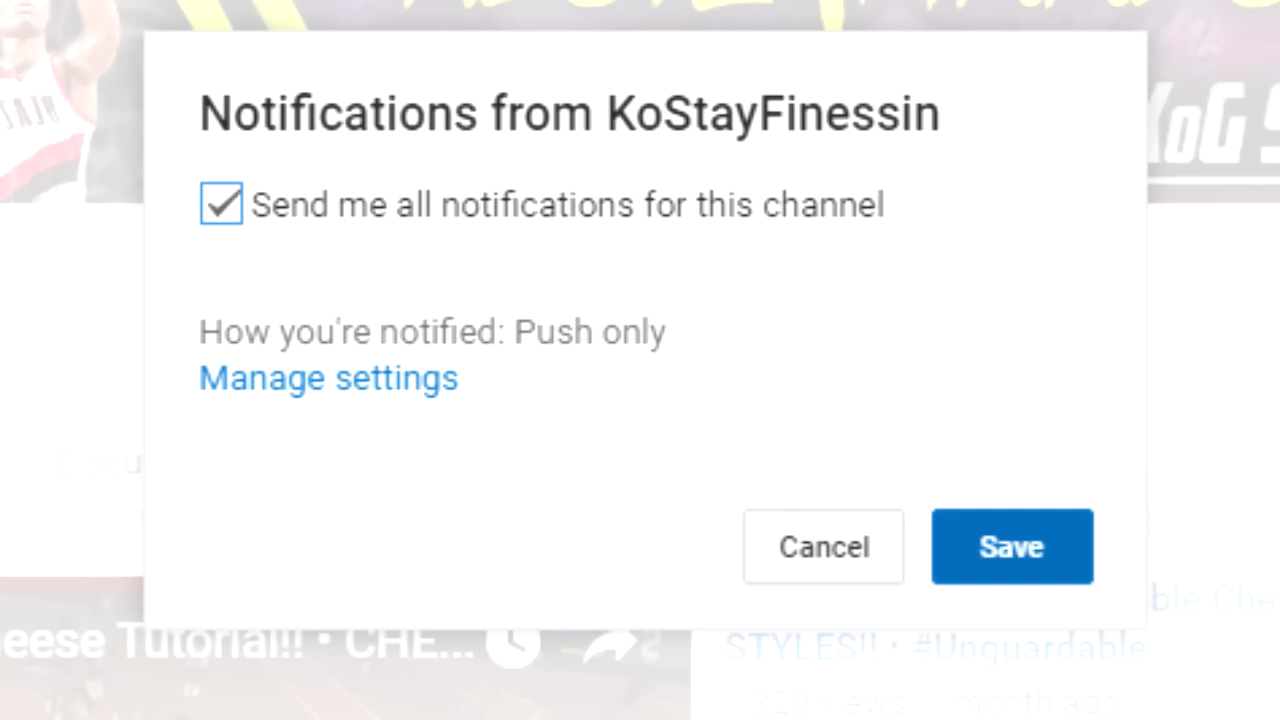 Notifications from KoStayFinessin
Send me all notifications for this channel
How you're notified: Push only
Manage settings
Cancel
Save
eese Tutorial!! • CHE...
STYLES!! • #Unguardable